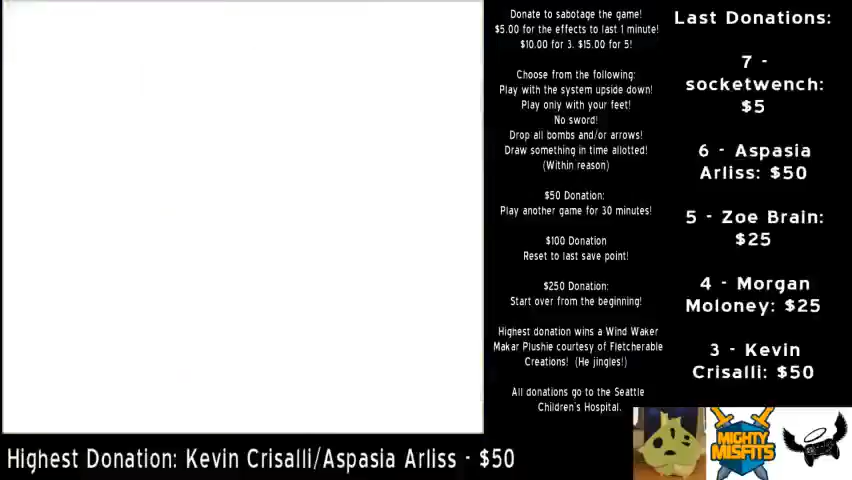 Donate to sabotage the game!
$5.00 for the effects to last 1 minute!
$10.00 for 3. $15.00 for 5!
Choose from the following:
Play with the system upside down!
Play only with your feet!
No sword!
Drop all bombs and/or arrows!
Draw something in time allotted!
(Within reason)
$50 Donation:
Play another game for 30 minutes!
$100 Donation
Reset to last save point!
$250 Donation:
Start over from the beginning!
Highest donation wins a Wind Waker
Makar Plushie courtesy of Fletcherable
Creations! (He jingles!)
All donations go to the Seattle
Children's Hospital.
Last Donations:
7 -
socketwench:
$5
6 - Aspasia
Arliss: $50
5 - Zoe Brain:
$25
4 - Morgan
Moloney: $25
3 - Kevin
Crisalli: $50
MIGHTY
MISFITS
Highest Donation: Kevin Crisalli/Aspasia Arliss - $50